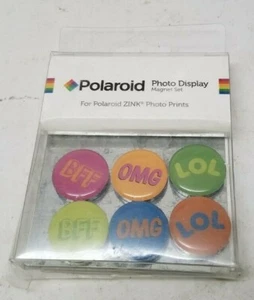 Polaroid Photo Display
Magnet Set
For Polaroid ZINK® Photo Prints
BFF OMG LOL
BFF OMG LOL